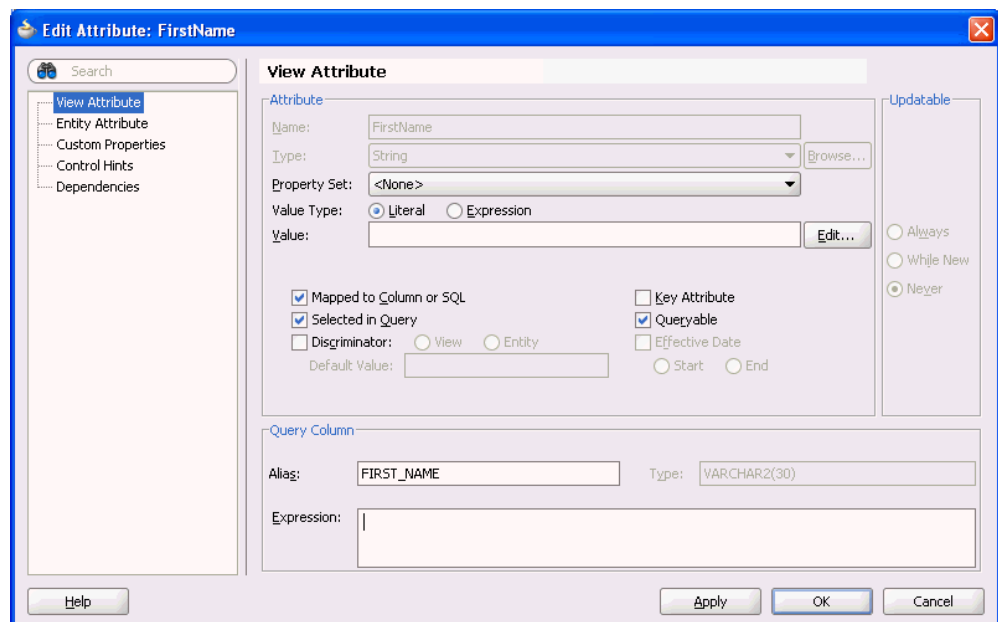 Edit Attribute: FirstName
Search
View Attribute
Entity Attribute
Custom Properties
Control Hints
Dependencies
View Attribute
Attribute
Name: FirstName
Type: String Browse...
Property Set: <None>
Value Type: Literal Expression
Value: Edit...
Mapped to Column or SQL Key Attribute
Selected in Query Queryable
Discriminator: View Entity Effective Date
Default Value: Start End
Updatable
Always
While New
Never
Query Column
Alias: FIRST_NAME Type: VARCHAR2(30)
Expression:
Help Apply OK Cancel